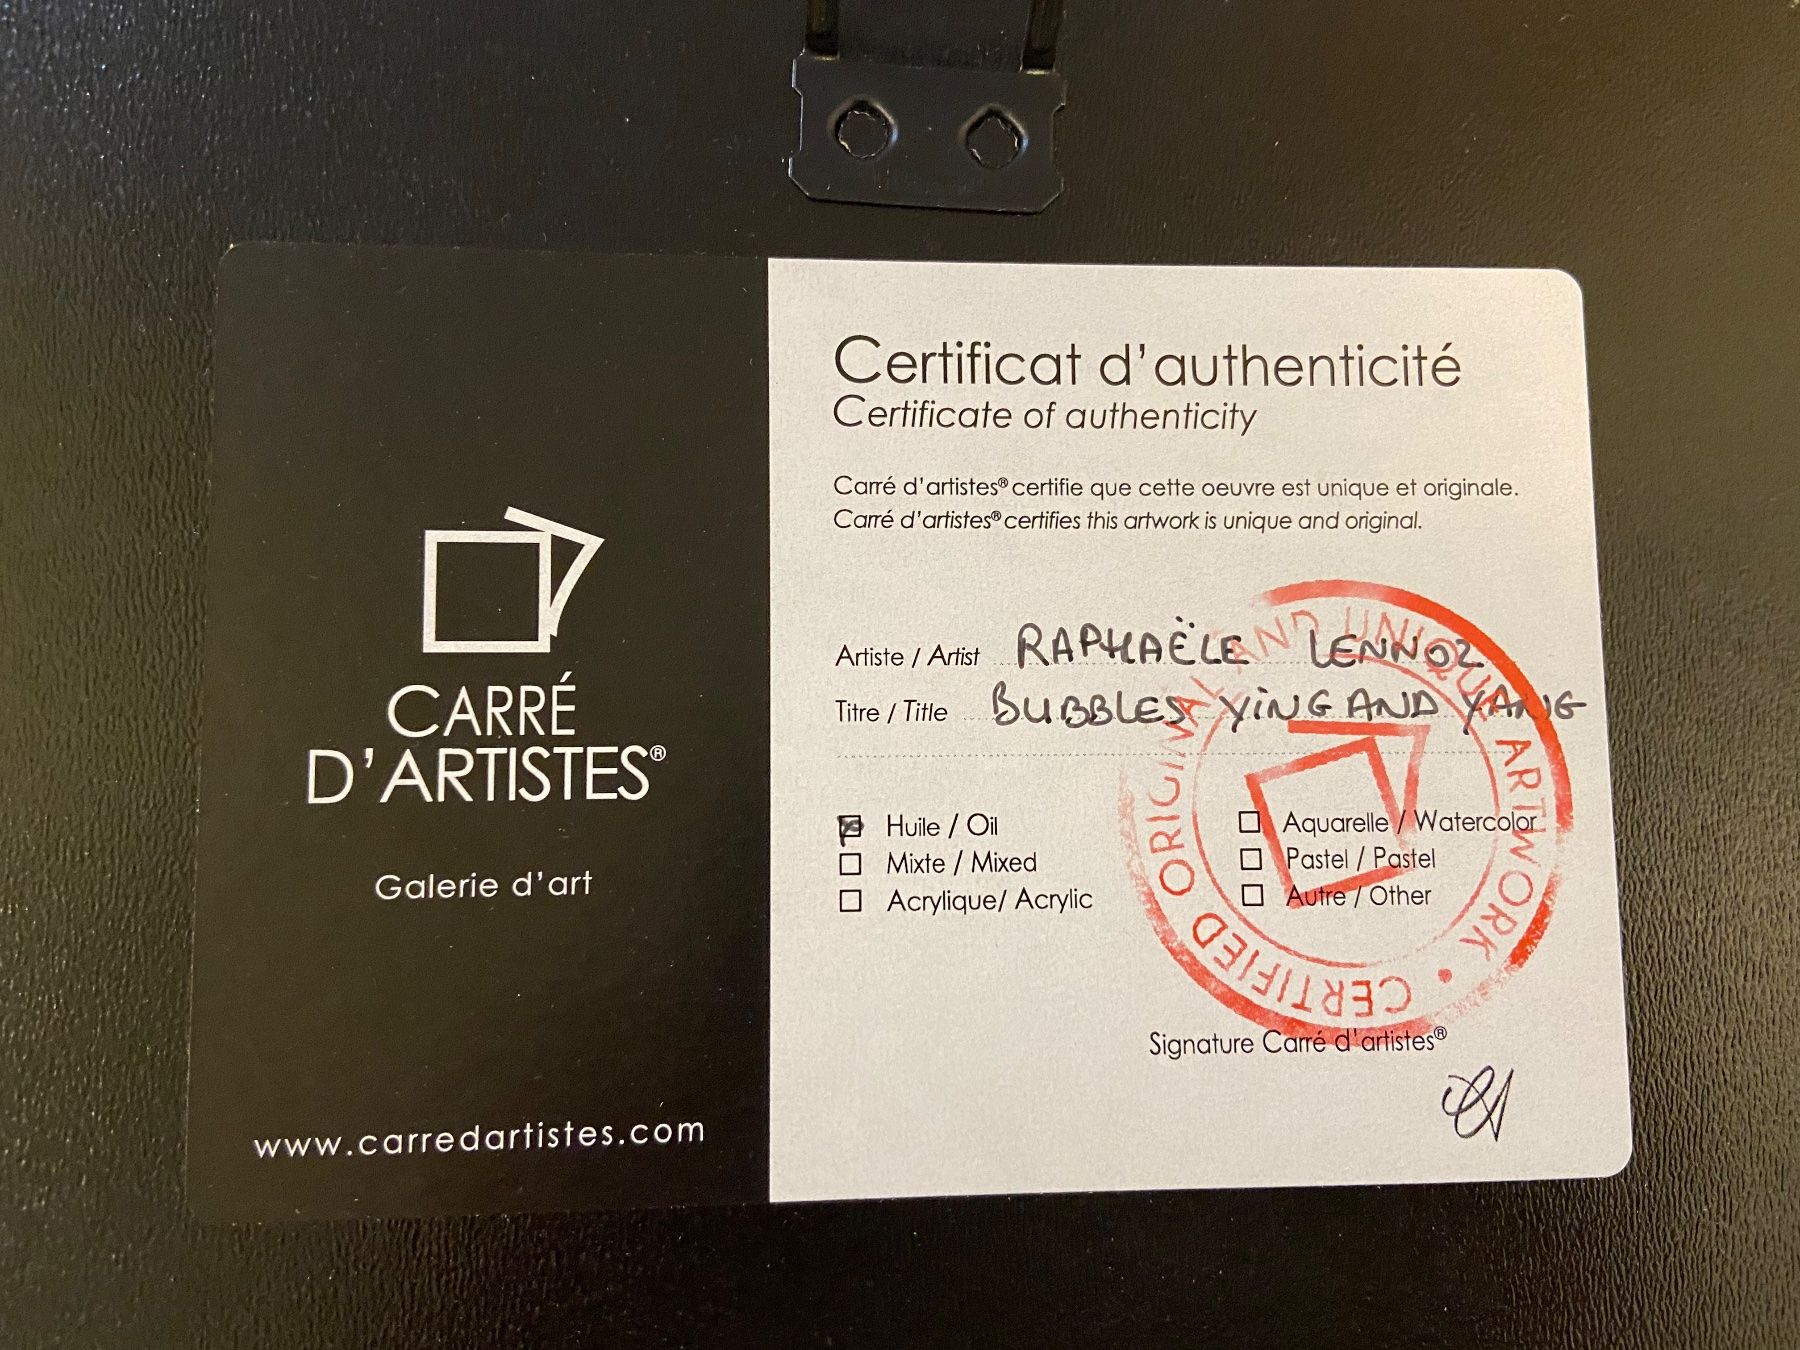 CARRÉ
D'ARTISTES®
Galerie d'art
www.carredartistes.com
Certificat d'authenticité
Certificate of authenticity
Carré d'artistes® certifie que cette oeuvre est unique et originale.
Carré d'artistes® certifies this artwork is unique and original.
Artiste / Artist RAPHAËLE LENNOZ
Titre / Title BUBBLES YiNG AND YANG
Huile / Oil
Mixte / Mixed
Acrylique/ Acrylic
Aquarelle / Watercolor
Pastel / Pastel
Autre / Other
CERTIFIED ORIGINAL AND UNIQUE ARTWORK •
Signature Carré d'artistes®